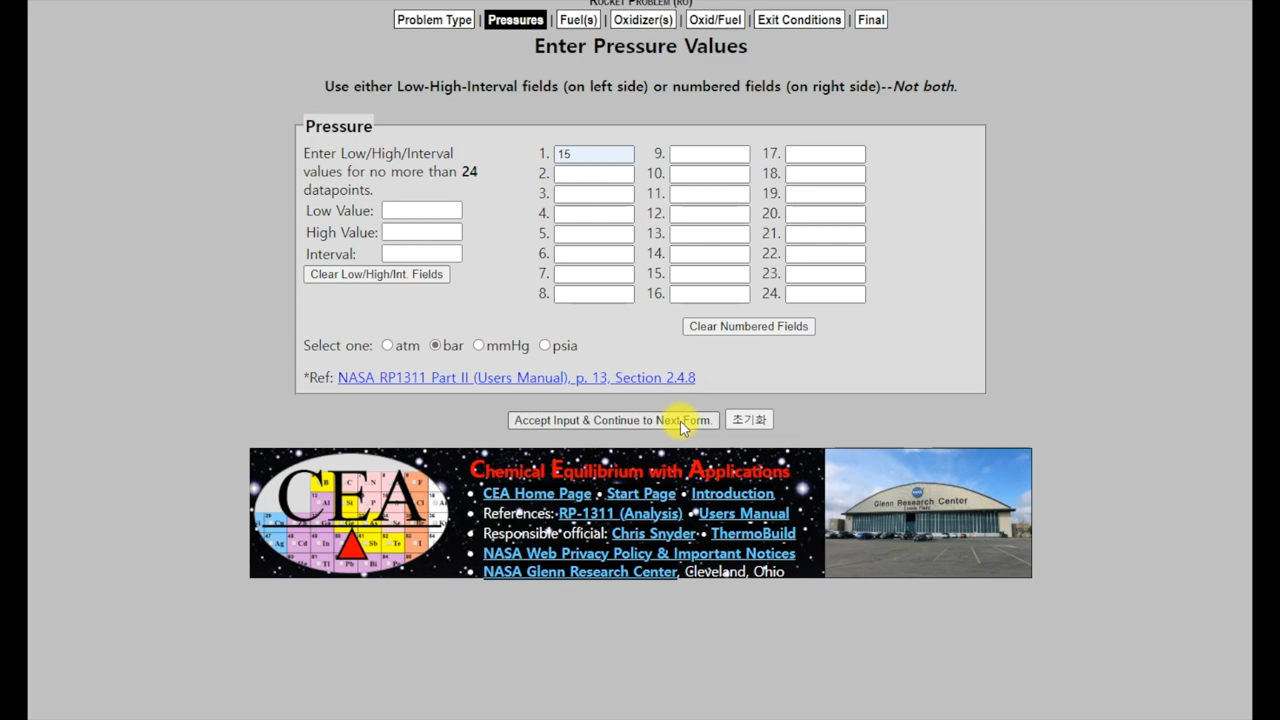 ROCKET PROBLEM (RO)
Problem Type | Pressures | Fuel(s) | Oxidizer(s) | Oxid/Fuel | Exit Conditions | Final
Enter Pressure Values
Use either Low-High-Interval fields (on left side) or numbered fields (on right side)--Not both.
Pressure
Enter Low/High/Interval
values for no more than 24
datapoints.
Low Value:
High Value:
Interval:
Clear Low/High/Int. Fields
1. 15 9. 17.
2. 10. 18.
3. 11. 19.
4. 12. 20.
5. 13. 21.
6. 14. 22.
7. 15. 23.
8. 16. 24.
Clear Numbered Fields
Select one: atm bar mmHg psia
*Ref: NASA RP1311 Part II (Users Manual), p. 13, Section 2.4.8
Accept Input & Continue to Next Form. 초기화
CEA
Chemical Equilibrium with Applications
• CEA Home Page • Start Page • Introduction
• References: RP-1311 (Analysis) • Users Manual
• Responsible official: Chris Snyder • ThermoBuild
• NASA Web Privacy Policy & Important Notices
• NASA Glenn Research Center, Cleveland, Ohio
Glenn Research Center